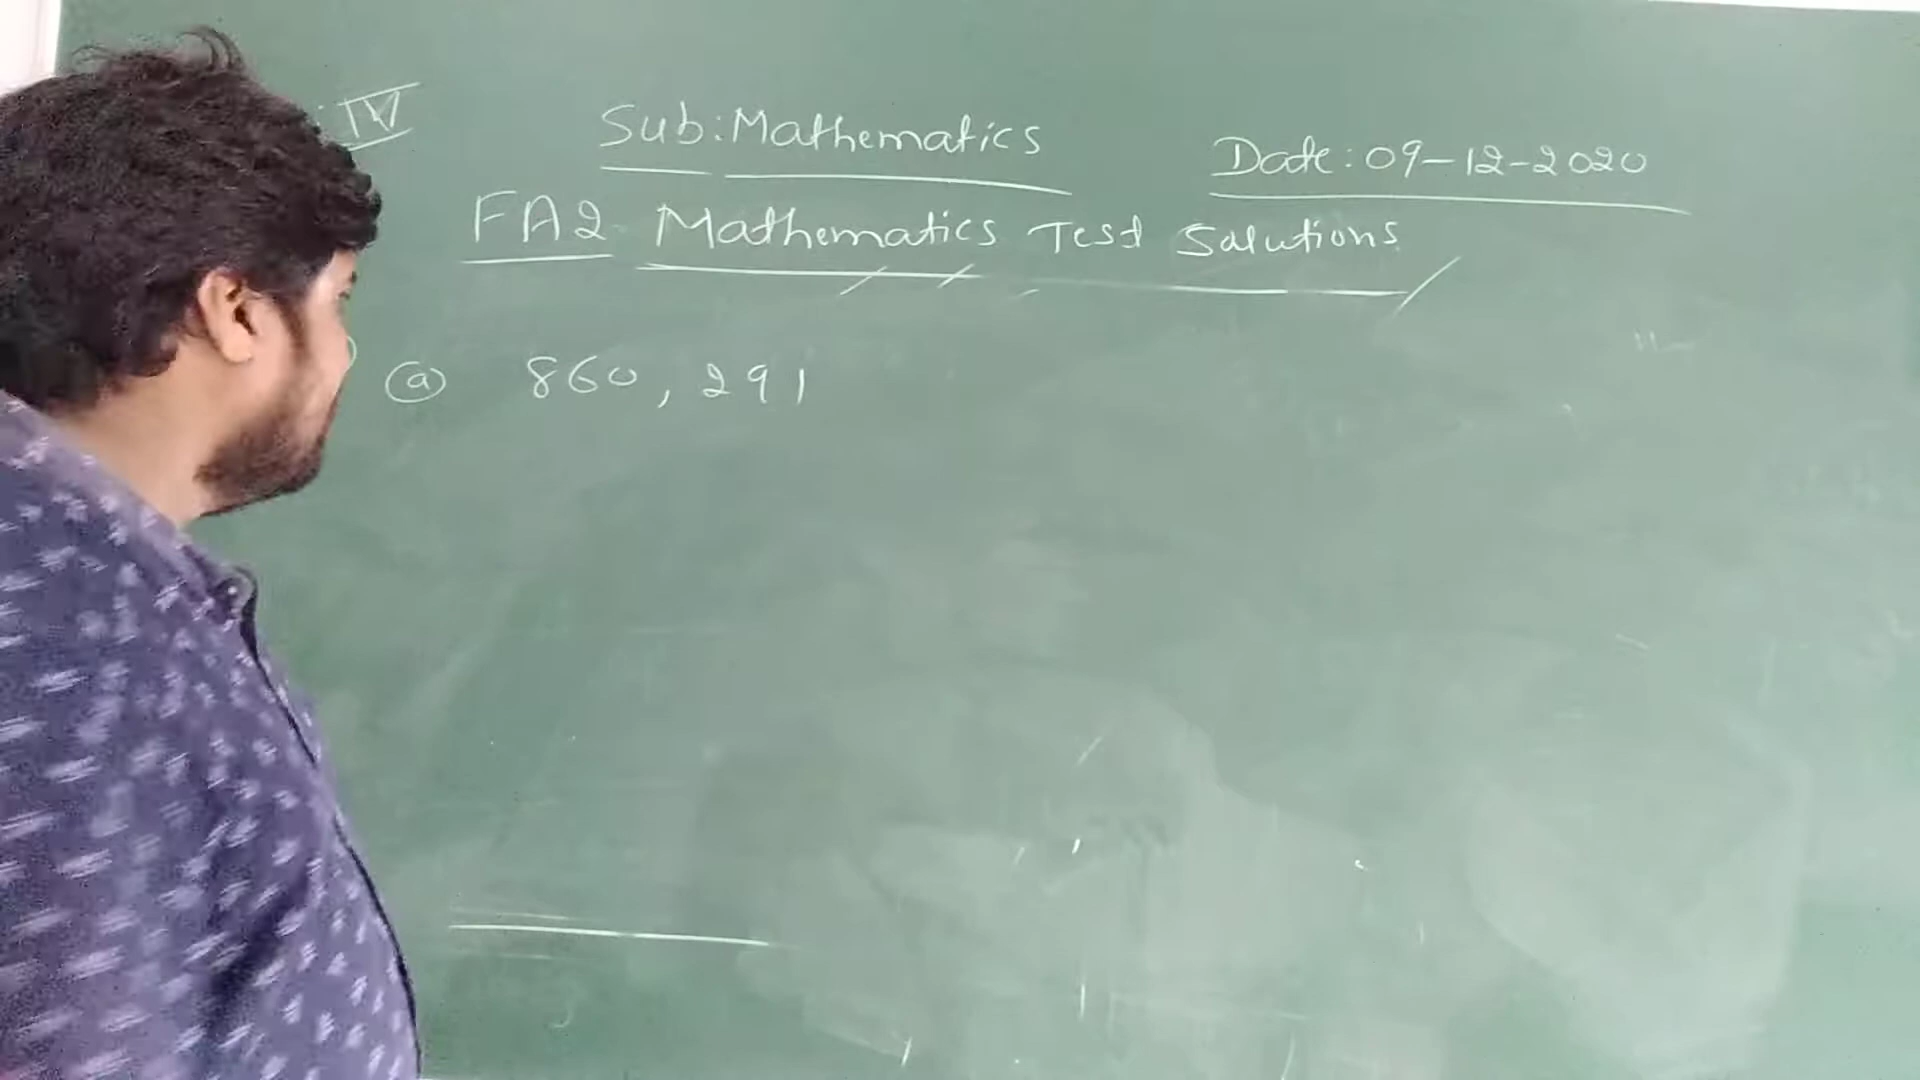 : IV
Sub: Mathematics
Date: 09-12-2020
FA2 Mathematics Test Solutions
(a) 860, 291